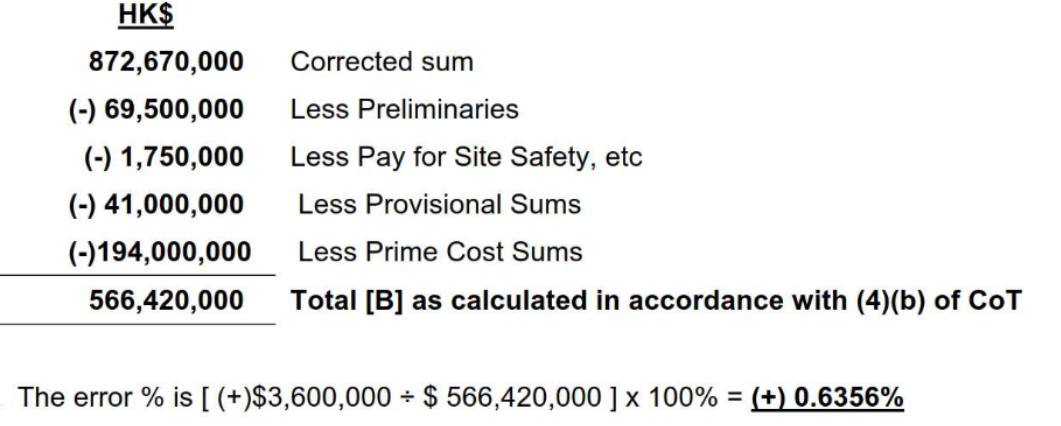 HK$
872,670,000 Corrected sum
(-) 69,500,000 Less Preliminaries
(-) 1,750,000 Less Pay for Site Safety, etc
(-) 41,000,000 Less Provisional Sums
(-)194,000,000 Less Prime Cost Sums
566,420,000 Total [B] as calculated in accordance with (4)(b) of CoT
The error % is [ (+)$3,600,000 ÷ $ 566,420,000 ] x 100% = (+) 0.6356%